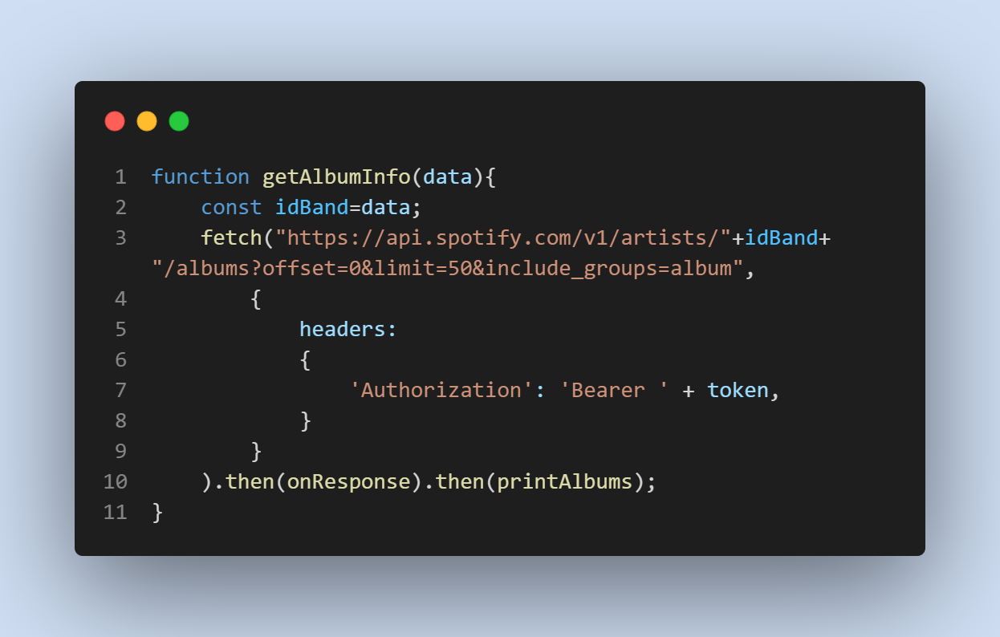 1 function getAlbumInfo(data){
2     const idBand=data;
3     fetch("https://api.spotify.com/v1/artists/"+idBand+
"/albums?offset=0&limit=50&include_groups=album",
4         {
5             headers:
6             {
7                 'Authorization': 'Bearer ' + token,
8             }
9         }
10     ).then(onResponse).then(printAlbums);
11 }